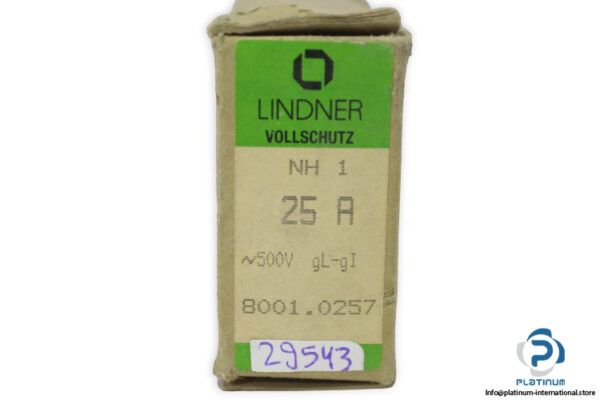 LINDNER
VOLLSCHUTZ
NH 1
25 A
~500V gL-gI
8001.0257
29543
PLATINUM
Info@platinum-international.store